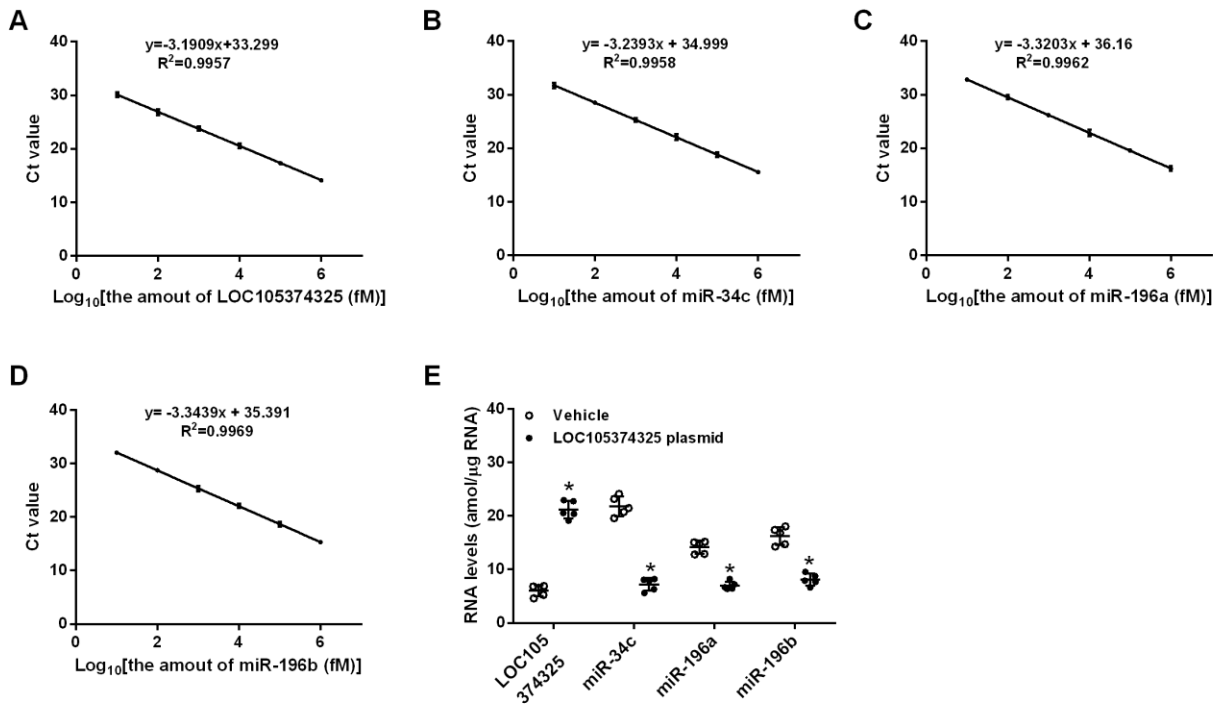 A
y=-3.1909x+33.299
R²=0.9957
Ct value
40
30
20
10
0
0 2 4 6
Log₁₀[the amout of LOC105374325 (fM)]
B
y= -3.2393x + 34.999
R²=0.9958
Ct value
40
30
20
10
0
0 2 4 6
Log₁₀[the amout of miR-34c (fM)]
C
y= -3.3203x + 36.16
R²=0.9962
Ct value
40
30
20
10
0
0 2 4 6
Log₁₀[the amout of miR-196a (fM)]
D
y= -3.3439x + 35.391
R²=0.9969
Ct value
40
30
20
10
0
0 2 4 6
Log₁₀[the amout of miR-196b (fM)]
E
RNA levels (amol/μg RNA)
40
30
20
10
0
Vehicle
LOC105374325 plasmid
* * * *
LOC105
374325
miR-34c
miR-196a
miR-196b